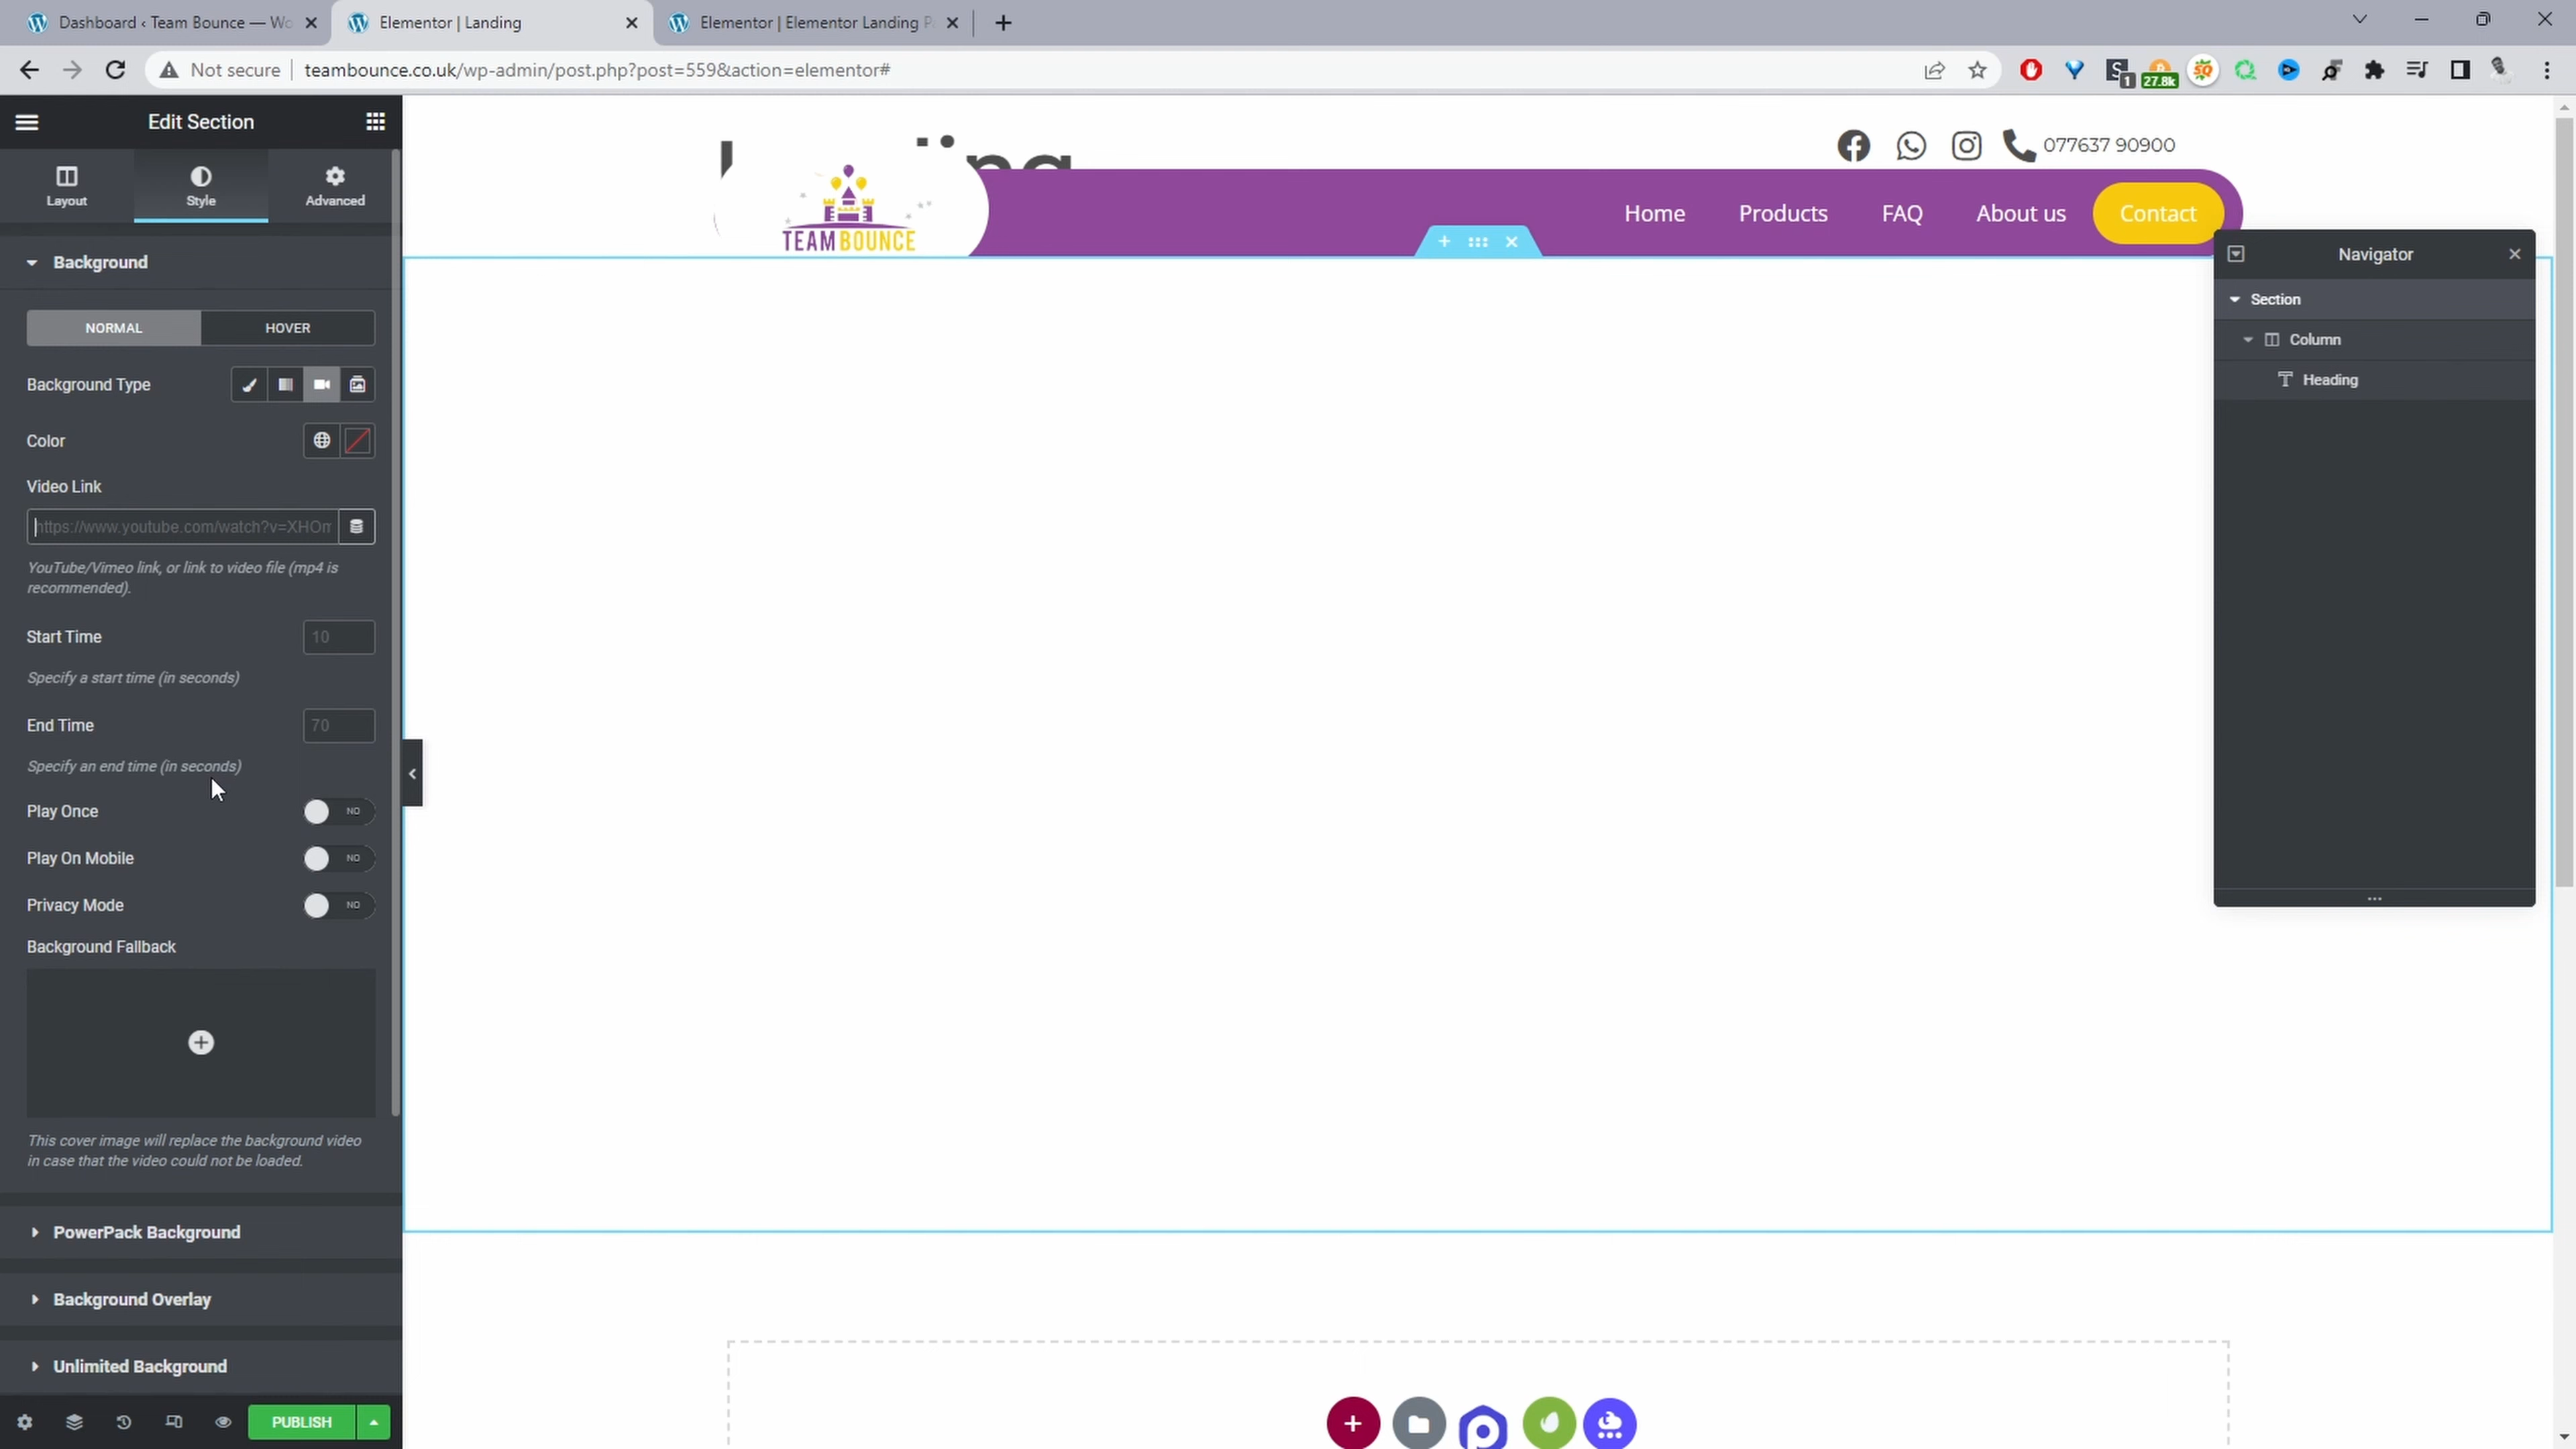 Dashboard ‹ Team Bounce — Wo
Elementor | Landing
Elementor | Elementor Landing P
Not secure
teambounce.co.uk/wp-admin/post.php?post=559&action=elementor#
1
27.8k
Edit Section
Layout
Style
Advanced
Background
NORMAL
HOVER
Background Type
Color
Video Link
https://www.youtube.com/watch?v=XHOm
YouTube/Vimeo link, or link to video file (mp4 is
recommended).
Start Time
10
Specify a start time (in seconds)
End Time
70
Specify an end time (in seconds)
Play Once
NO
Play On Mobile
NO
Privacy Mode
NO
Background Fallback
This cover image will replace the background video
in case that the video could not be loaded.
PowerPack Background
Background Overlay
Unlimited Background
PUBLISH
077637 90900
TEAMBOUNCE
Home
Products
FAQ
About us
Contact
Navigator
Section
Column
Heading